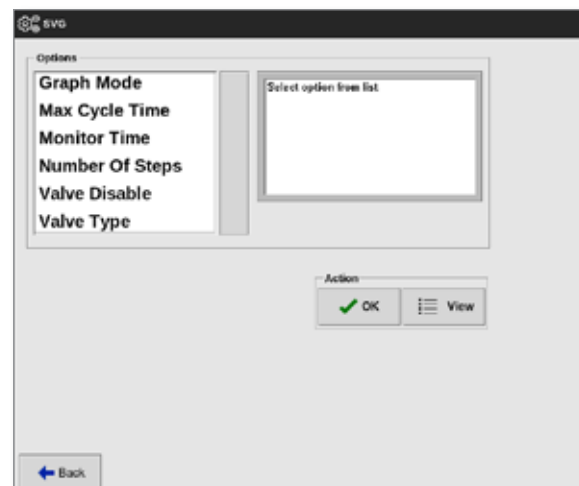 SVG
Options
Graph Mode
Max Cycle Time
Monitor Time
Number Of Steps
Valve Disable
Valve Type
Select option from list
Action
OK
View
Back